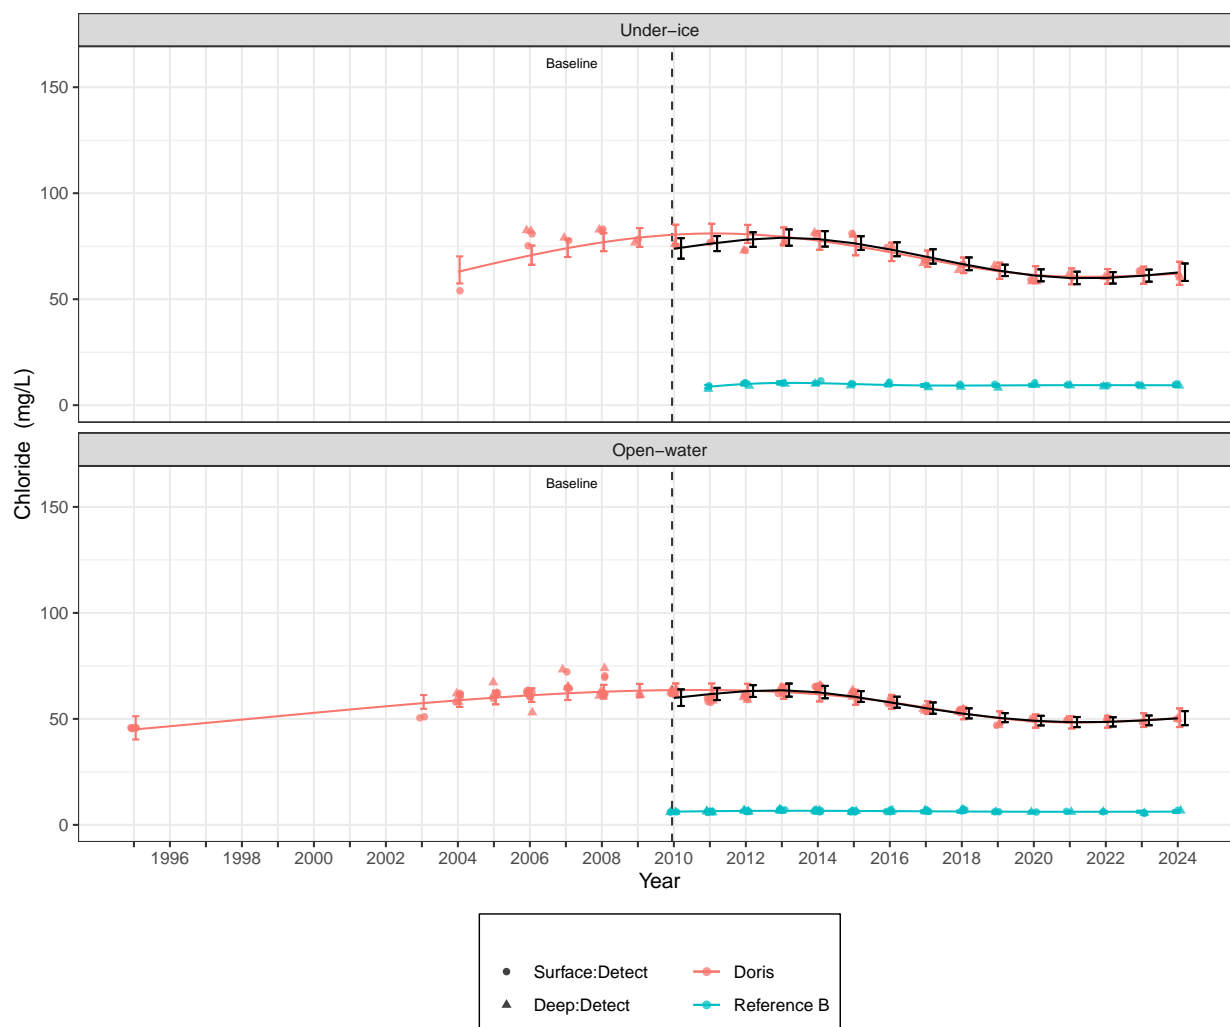 Under−ice
Baseline
150
100
50
0
Open−water
Baseline
150
100
50
0
Chloride (mg/L)
1996 1998 2000 2002 2004 2006 2008 2010 2012 2014 2016 2018 2020 2022 2024
Year
Surface:Detect Doris
Deep:Detect Reference B